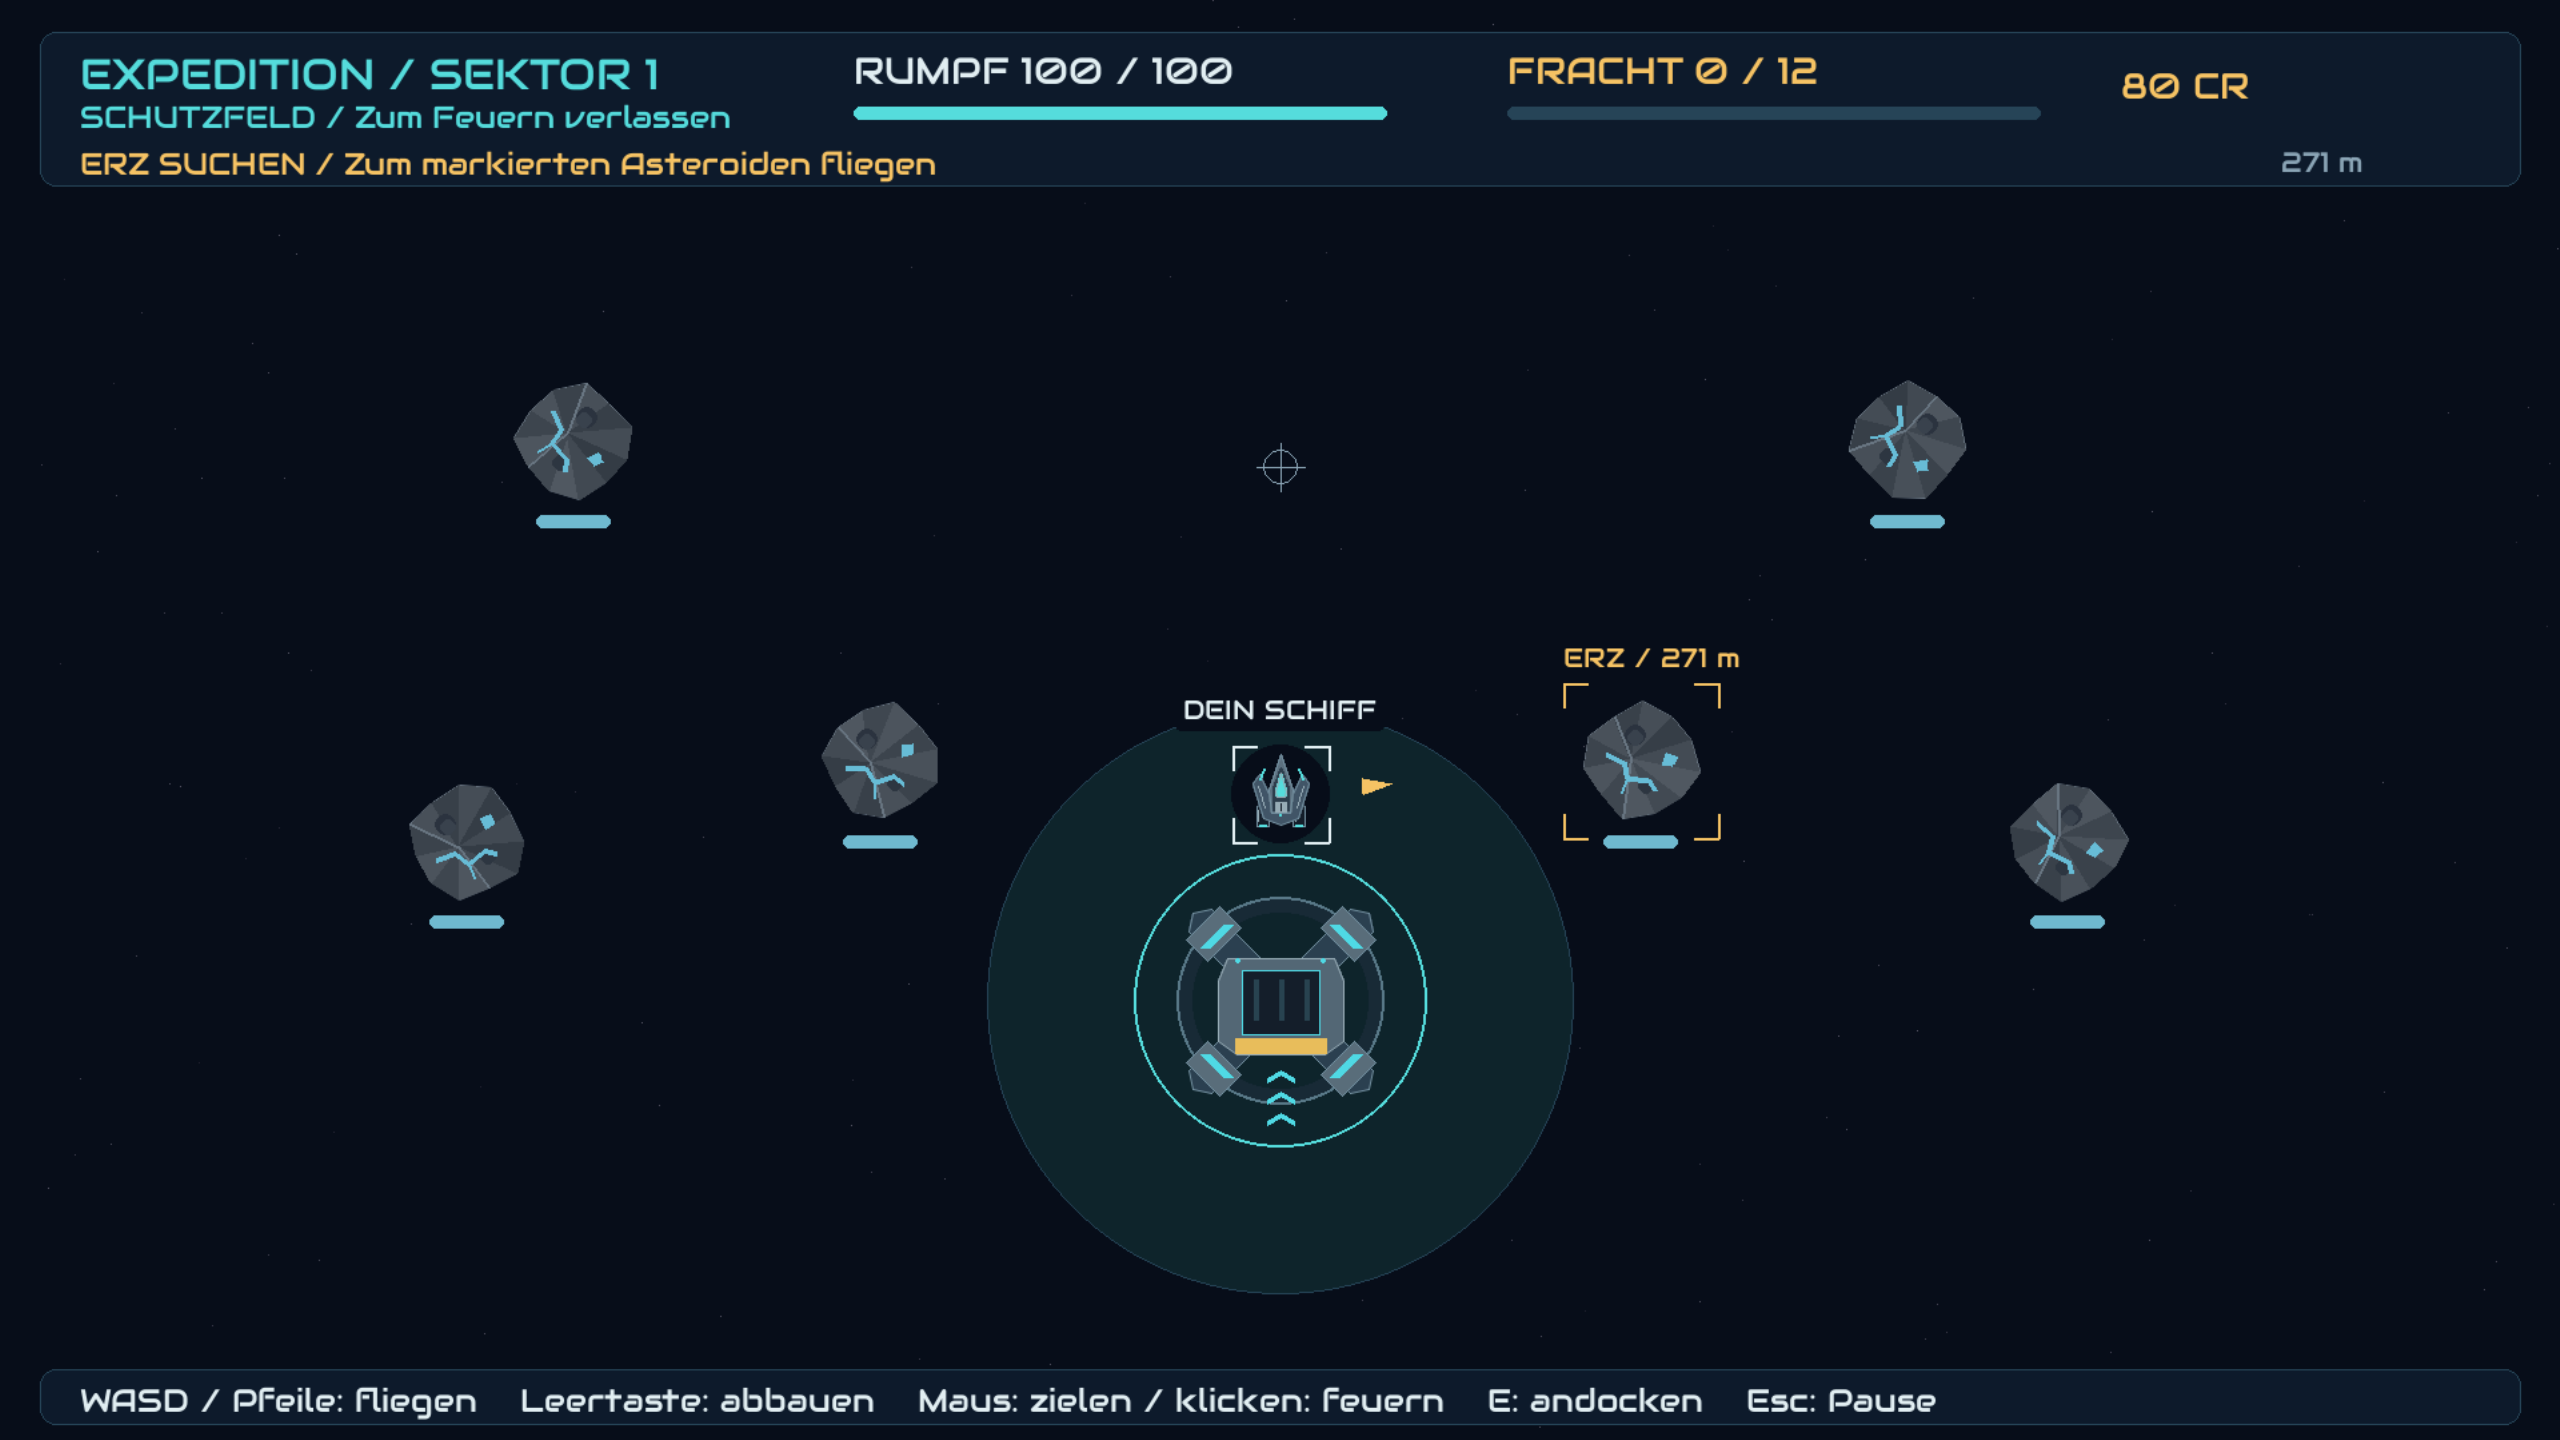 EXPEDITION / SEKTOR 1
SCHUTZFELD / Zum Feuern verlassen
ERZ SUCHEN / Zum markierten Asteroiden fliegen
RUMPF 100 / 100
FRACHT 0 / 12
80 CR
271 m
ERZ / 271 m
DEIN SCHIFF
WASD / Pfeile: fliegen Leertaste: abbauen Maus: zielen / klicken: feuern E: andocken Esc: Pause